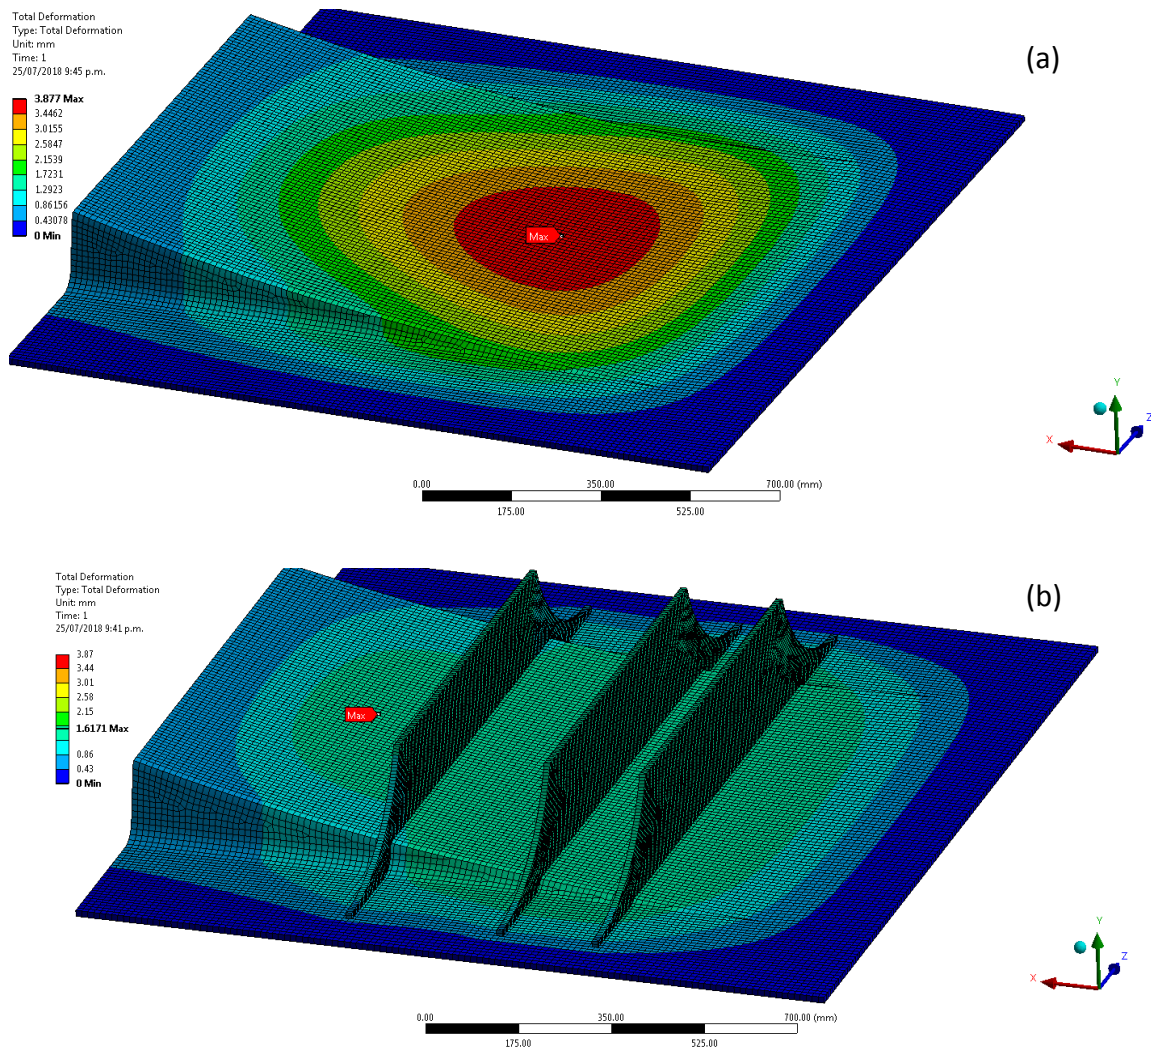 Total Deformation
Type: Total Deformation
Unit: mm
Time: 1
25/07/2018 9:45 p.m.
(a)
3.877 Max
3.4462
3.0155
2.5847
2.1539
1.7231
1.2923
0.86156
0.43078
0 Min
Max
Y
Z
X
0.00 350.00 700.00 (mm)
175.00 525.00
Total Deformation
Type: Total Deformation
Unit: mm
Time: 1
25/07/2018 9:41 p.m.
(b)
3.87
3.44
3.01
2.58
2.15
1.6171 Max
0.86
0.43
0 Min
Max
Y
Z
X
0.00 350.00 700.00 (mm)
175.00 525.00